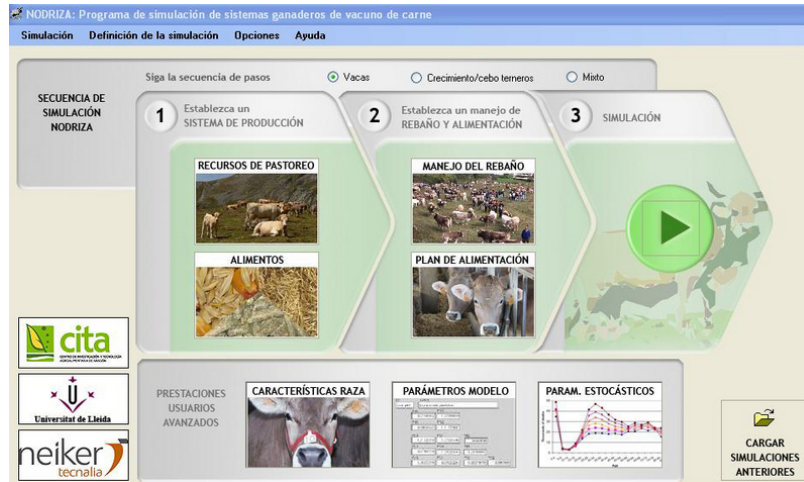 NODRIZA: Programa de simulación de sistemas ganaderos de vacuno de carne
Simulación Definición de la simulación Opciones Ayuda
Siga la secuencia de pasos Vacas Crecimiento/cebo terneros Mixto
SECUENCIA DE
SIMULACIÓN
NODRIZA
1 Establezca un
SISTEMA DE PRODUCCIÓN
2 Establezca un manejo de
REBAÑO Y ALIMENTACIÓN
3 SIMULACIÓN
RECURSOS DE PASTOREO
MANEJO DEL REBAÑO
ALIMENTOS
PLAN DE ALIMENTACIÓN
cita
Universitat de Lleida
neiker
tecnalia
PRESTACIONES
USUARIOS
AVANZADOS
CARACTERÍSTICAS RAZA
PARÁMETROS MODELO
PARAM. ESTOCÁSTICOS
CARGAR
SIMULACIONES
ANTERIORES